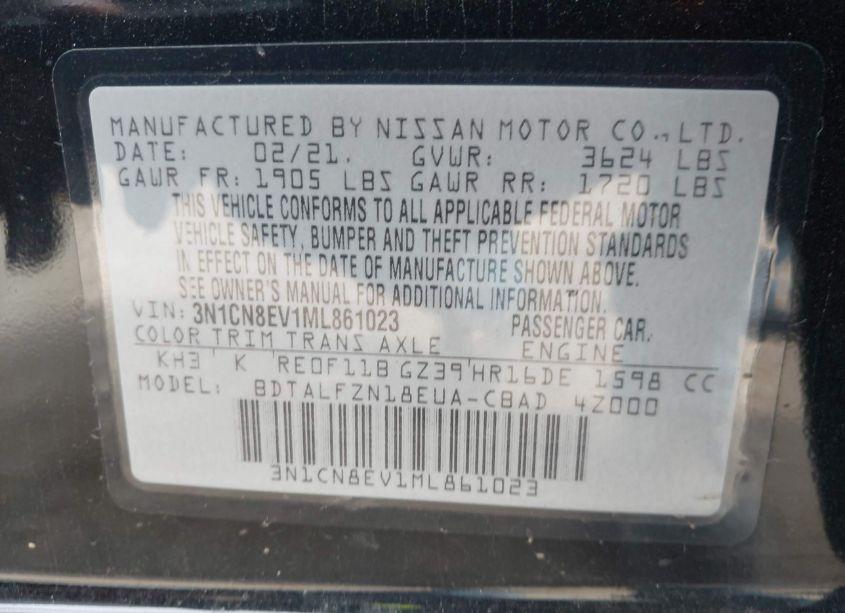 MANUFACTURED BY NISSAN MOTOR CO., LTD.
DATE: 02/21. GVWR: 3624 LBS
GAWR FR: 1905 LBS GAWR RR: 1720 LBS
THIS VEHICLE CONFORMS TO ALL APPLICABLE FEDERAL MOTOR
VEHICLE SAFETY, BUMPER AND THEFT PREVENTION STANDARDS
IN EFFECT ON THE DATE OF MANUFACTURE SHOWN ABOVE.
SEE OWNER'S MANUAL FOR ADDITIONAL INFORMATION.
VIN: 3N1CN8EV1ML861023 PASSENGER CAR.
COLOR TRIM TRANS AXLE ENGINE
KH3 K RE0F11B GZ39 HR16DE 1598 CC
MODEL: BDTALFZN18EUA-CBAD 4Z000
3N1CN8EV1ML861023